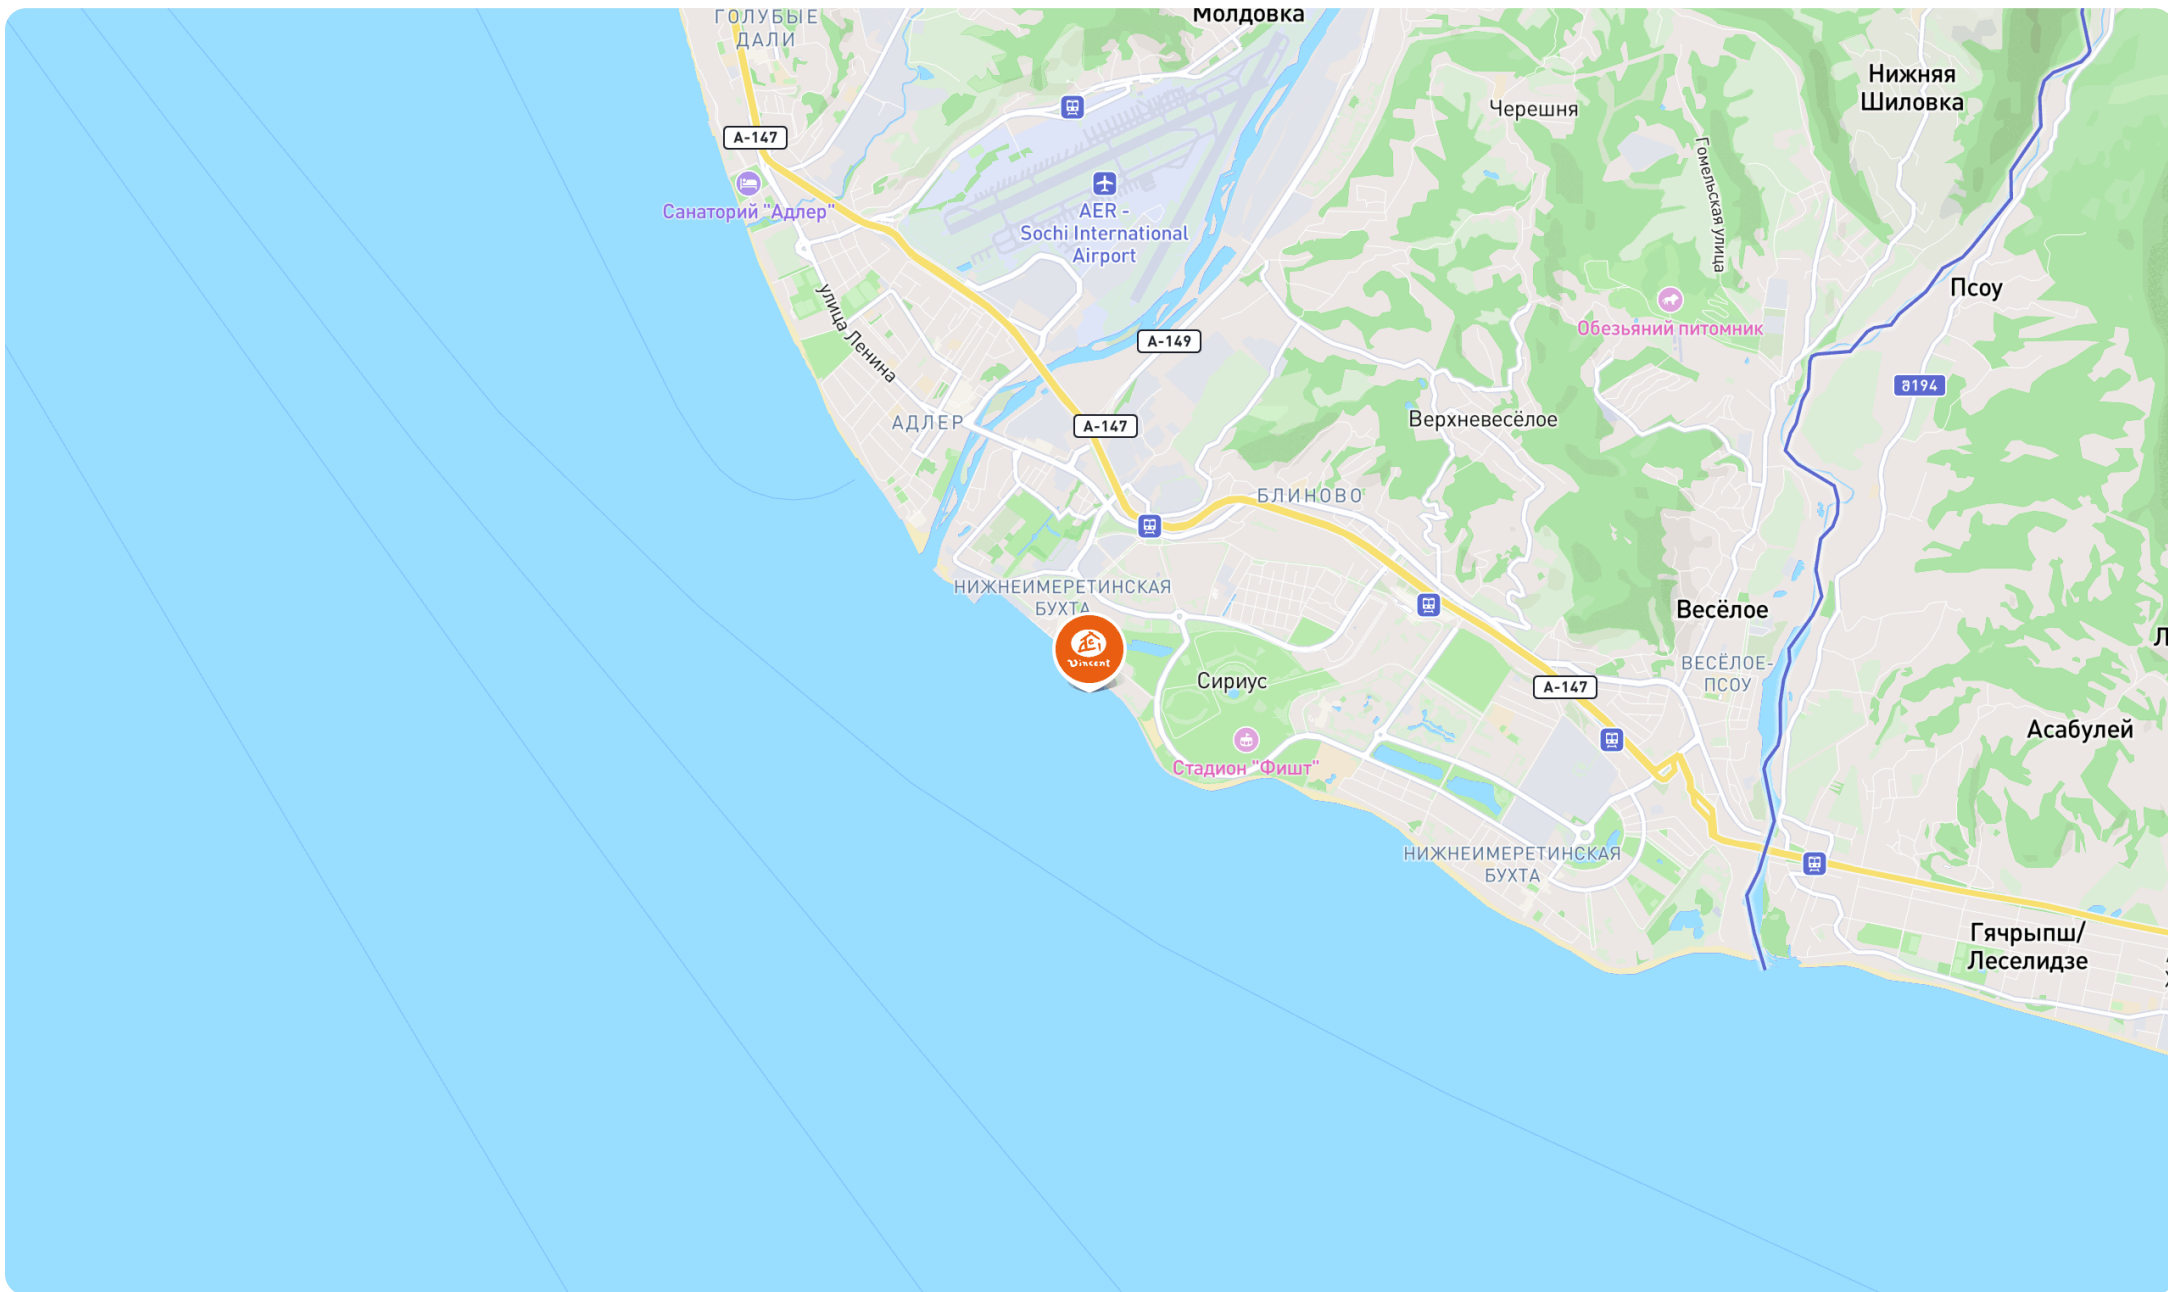 ГОЛУБЫЕ
ДАЛИ
Молдовка
Нижняя
Шиловка
Черешня
А-147
Гомельская улица
Санаторий "Адлер"
AER -
Sochi International
Airport
Псоу
улица Ленина
Обезьяний питомник
А-149
შ194
АДЛЕР
А-147
Верхневесёлое
БЛИНОВО
НИЖНЕИМЕРЕТИНСКАЯ
БУХТА
Весёлое
Vincent
ВЕСЁЛОЕ-
ПСОУ
Сириус
А-147
Асабулей
Стадион "Фишт"
НИЖНЕИМЕРЕТИНСКАЯ
БУХТА
Гячрыпш/
Леселидзе